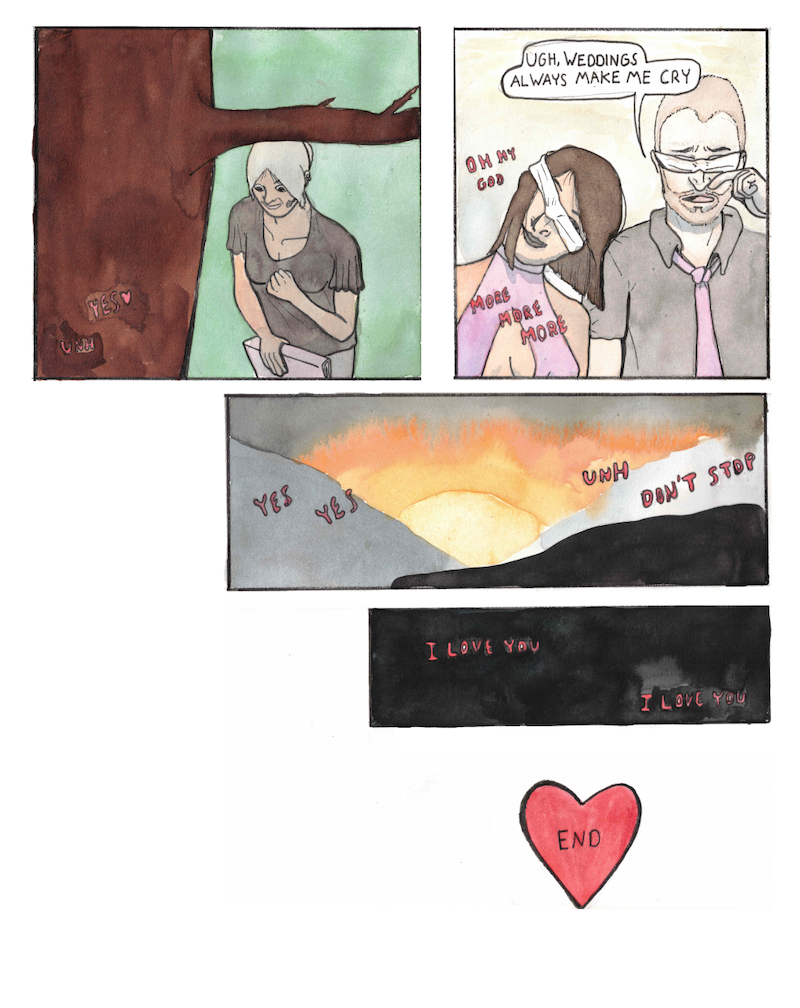 YES♥
UNH
UGH, WEDDINGS
ALWAYS MAKE ME CRY
OH MY
GOD
MORE
MORE
MORE
YES
YES
UNH
DON'T STOP
I LOVE YOU
I LOVE YOU
END